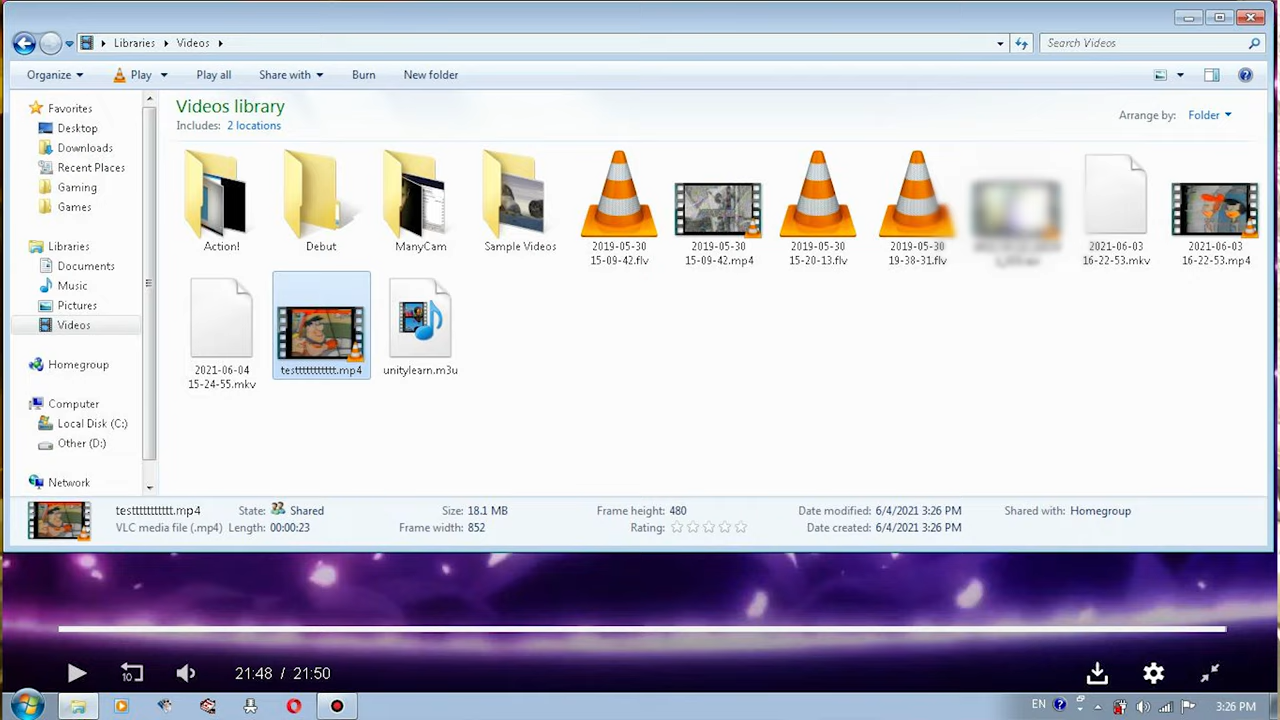 Libraries
Videos
Search Videos
Organize
Play
Play all
Share with
Burn
New folder
Favorites
Desktop
Downloads
Recent Places
Gaming
Games
Libraries
Documents
Music
Pictures
Videos
Homegroup
Computer
Local Disk (C:)
Other (D:)
Network
Videos library
Includes: 2 locations
Arrange by: Folder
Action!
Debut
ManyCam
Sample Videos
2019-05-30
15-09-42.flv
2019-05-30
15-09-42.mp4
2019-05-30
15-20-13.flv
2019-05-30
19-38-31.flv
2021-06-03
16-22-53.mkv
2021-06-03
16-22-53.mp4
2021-06-04
15-24-55.mkv
unitylearn.m3u
State: Shared
Size: 18.1 MB
Frame height: 480
Date modified: 6/4/2021 3:26 PM
Shared with: Homegroup
VLC media file (.mp4)
Length: 00:00:23
Frame width: 852
Rating:
Date created: 6/4/2021 3:26 PM
10
21:48 / 21:50
EN
3:26 PM